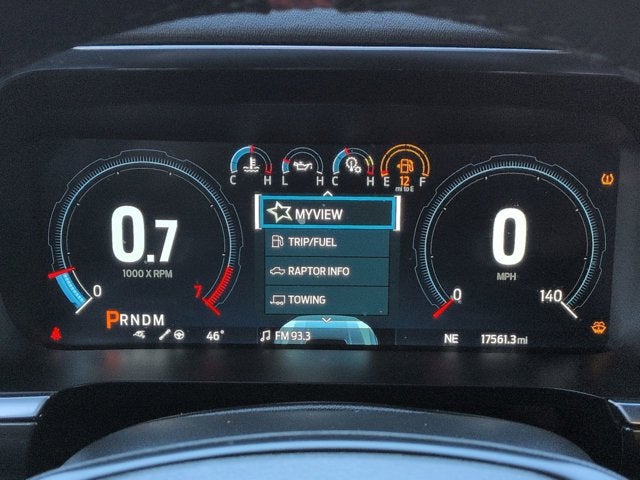 C H
L H
C H
E 12 F
mi to E
MYVIEW
TRIP/FUEL
RAPTOR INFO
TOWING
0.7
1000 X RPM
0 7
0
MPH
0 140
PRNDM
46°
FM 93.3
NE
17561.3 mi